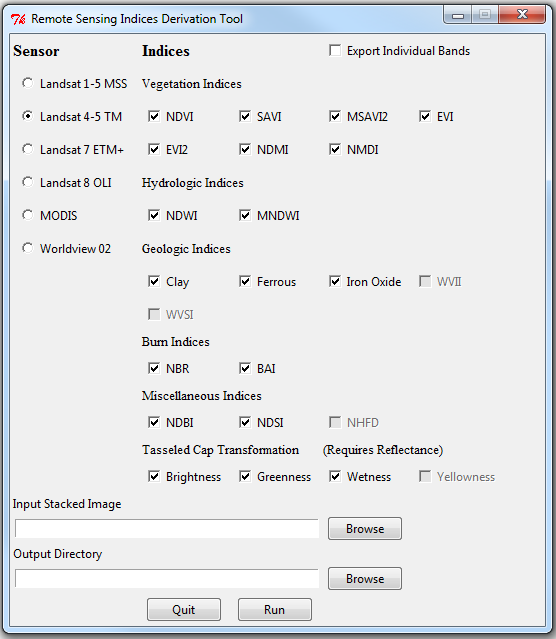 Remote Sensing Indices Derivation Tool
Sensor Indices Export Individual Bands
Landsat 1-5 MSS Vegetation Indices
Landsat 4-5 TM NDVI SAVI MSAVI2 EVI
Landsat 7 ETM+ EVI2 NDMI NMDI
Landsat 8 OLI Hydrologic Indices
MODIS NDWI MNDWI
Worldview 02 Geologic Indices
Clay Ferrous Iron Oxide WVII
WVSI
Burn Indices
NBR BAI
Miscellaneous Indices
NDBI NDSI NHFD
Tasseled Cap Transformation (Requires Reflectance)
Brightness Greenness Wetness Yellowness
Input Stacked Image
Browse
Output Directory
Browse
Quit Run